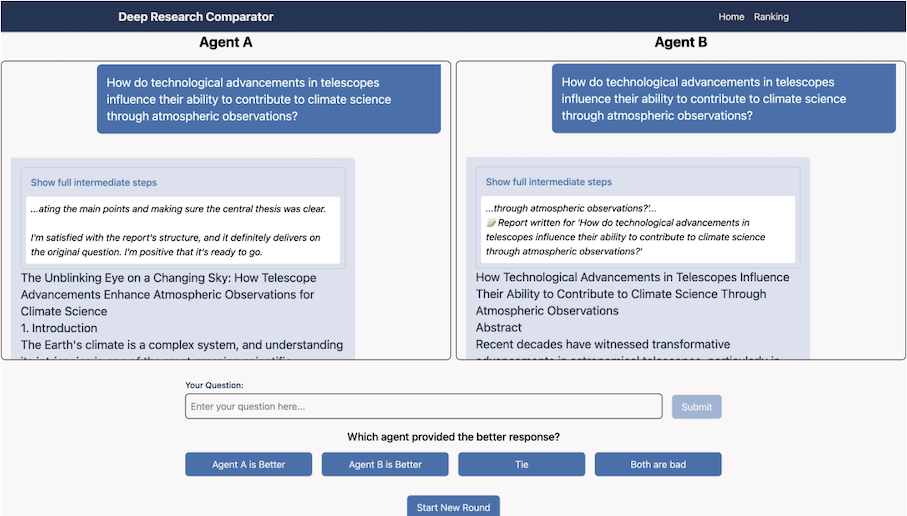 Deep Research Comparator
Home
Ranking
Agent A
How do technological advancements in telescopes
influence their ability to contribute to climate science
through atmospheric observations?
Show full intermediate steps
...ating the main points and making sure the central thesis was clear.
I'm satisfied with the report's structure, and it definitely delivers on
the original question. I'm positive that it's ready to go.
The Unblinking Eye on a Changing Sky: How Telescope
Advancements Enhance Atmospheric Observations for
Climate Science
1. Introduction
The Earth's climate is a complex system, and understanding
Agent B
How do technological advancements in telescopes
influence their ability to contribute to climate science
through atmospheric observations?
Show full intermediate steps
...through atmospheric observations?'...
📝 Report written for 'How do technological advancements in
telescopes influence their ability to contribute to climate science
through atmospheric observations?'
How Technological Advancements in Telescopes Influence
Their Ability to Contribute to Climate Science Through
Atmospheric Observations
Abstract
Recent decades have witnessed transformative
Your Question:
Enter your question here...
Submit
Which agent provided the better response?
Agent A is Better
Agent B is Better
Tie
Both are bad
Start New Round